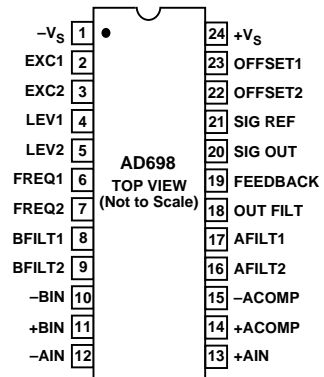 –VS 1
EXC1 2
EXC2 3
LEV1 4
LEV2 5
FREQ1 6
FREQ2 7
BFILT1 8
BFILT2 9
–BIN 10
+BIN 11
–AIN 12
AD698
TOP VIEW
(Not to Scale)
24 +VS
23 OFFSET1
22 OFFSET2
21 SIG REF
20 SIG OUT
19 FEEDBACK
18 OUT FILT
17 AFILT1
16 AFILT2
15 –ACOMP
14 +ACOMP
13 +AIN